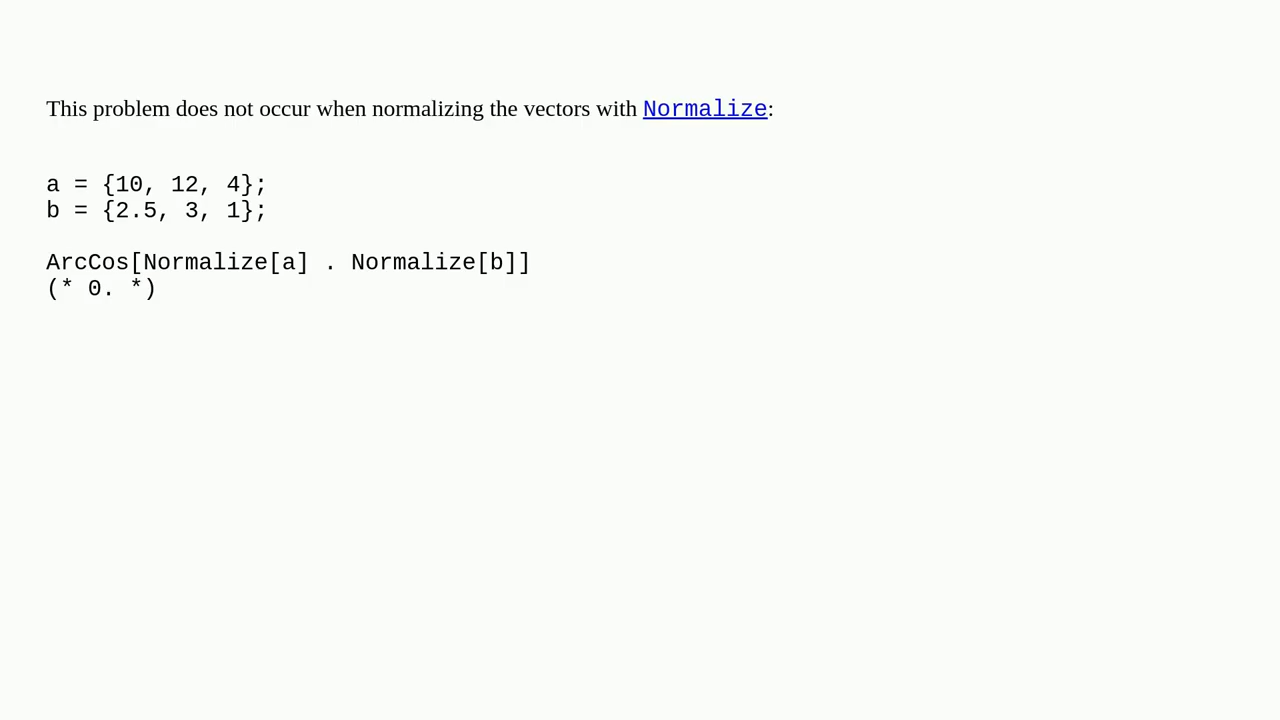 This problem does not occur when normalizing the vectors with Normalize:
a = {10, 12, 4};
b = {2.5, 3, 1};
ArcCos[Normalize[a] . Normalize[b]]
(* 0. *)